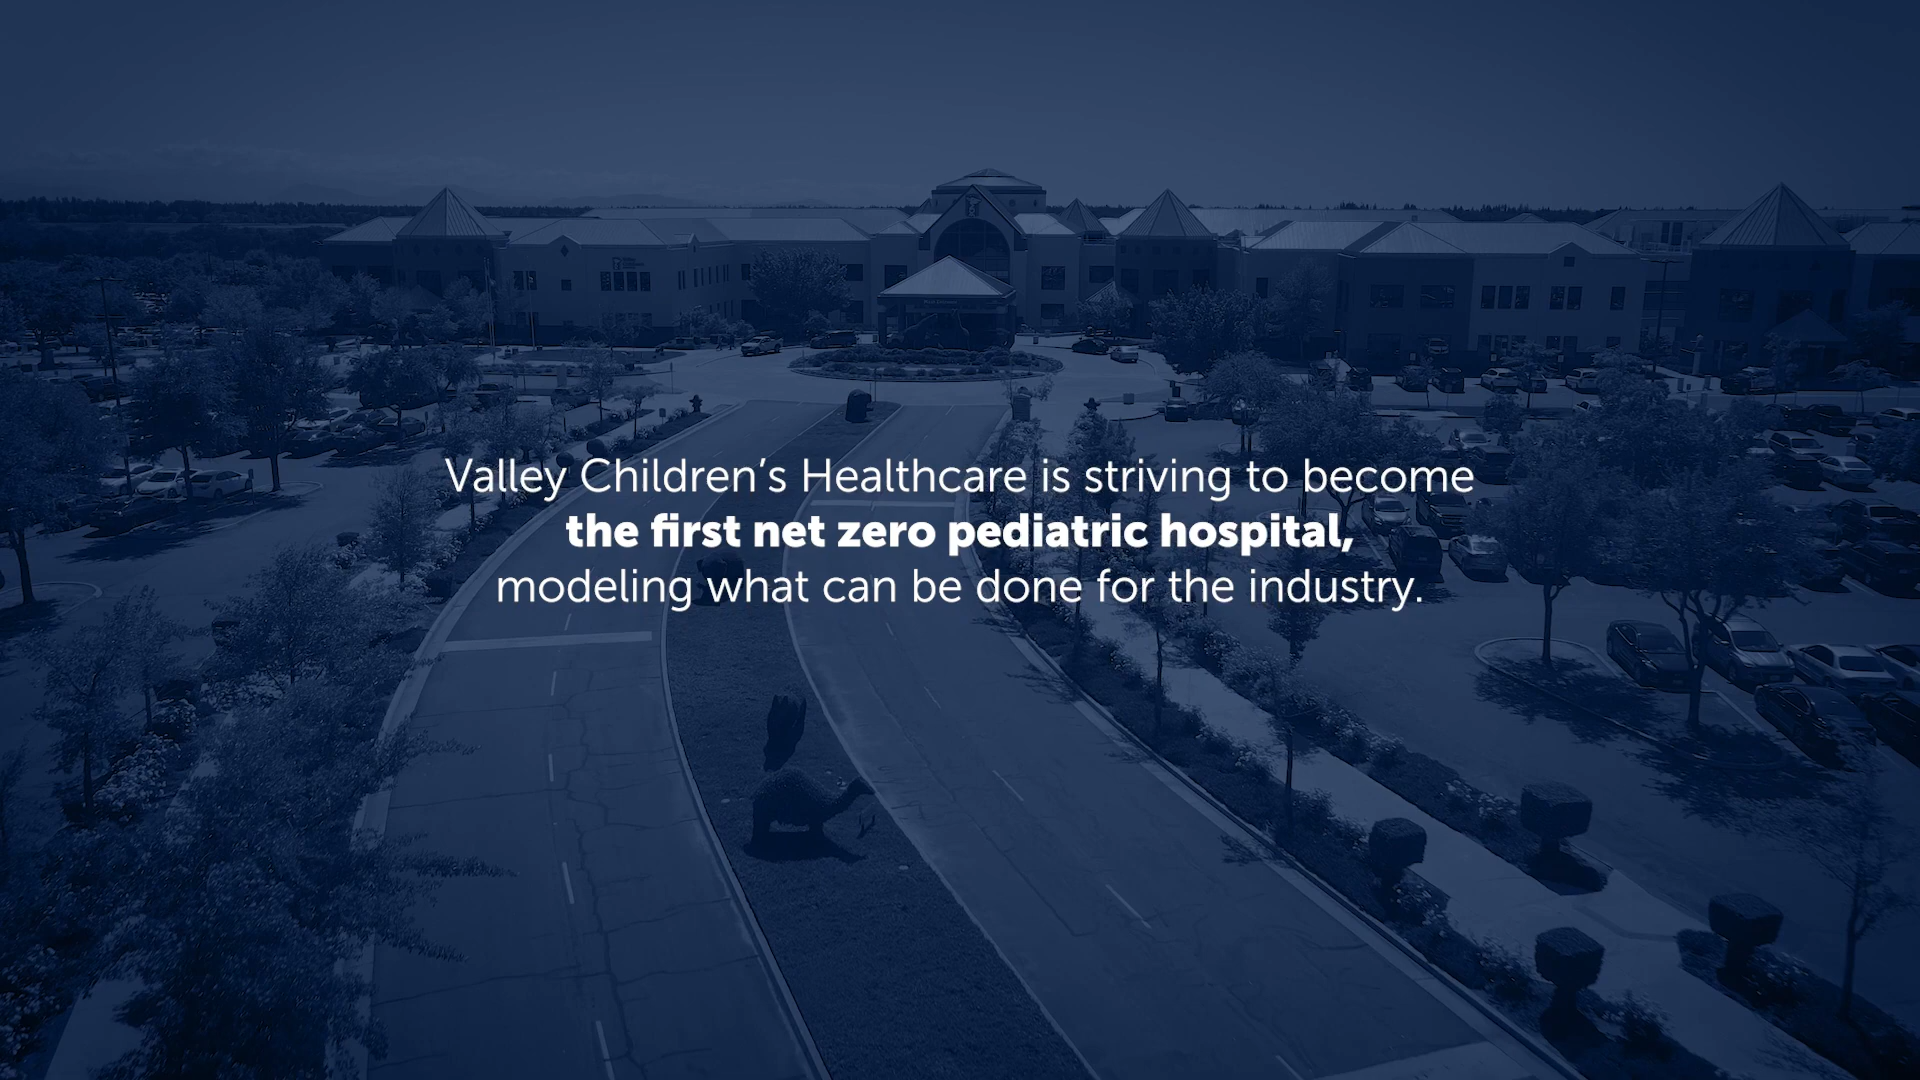 Valley Children’s Healthcare is striving to become
the first net zero pediatric hospital,
modeling what can be done for the industry.